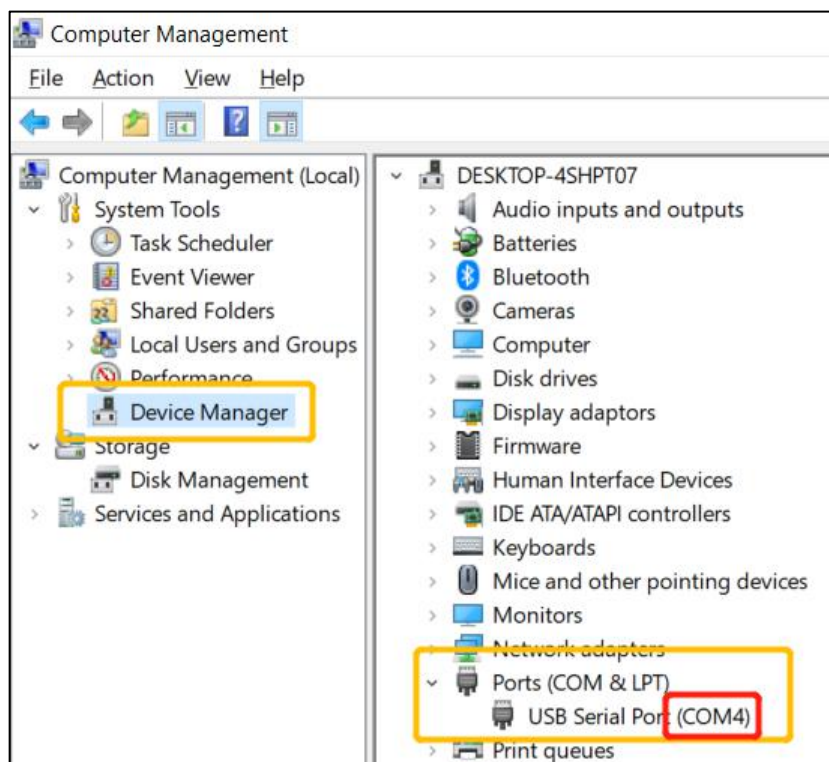 Computer Management
File Action View Help
Computer Management (Local)
System Tools
Task Scheduler
Event Viewer
Shared Folders
Local Users and Groups
Performance
Device Manager
Storage
Disk Management
Services and Applications
DESKTOP-4SHPT07
Audio inputs and outputs
Batteries
Bluetooth
Cameras
Computer
Disk drives
Display adaptors
Firmware
Human Interface Devices
IDE ATA/ATAPI controllers
Keyboards
Mice and other pointing devices
Monitors
Network adapters
Ports (COM & LPT)
USB Serial Port (COM4)
Print queues